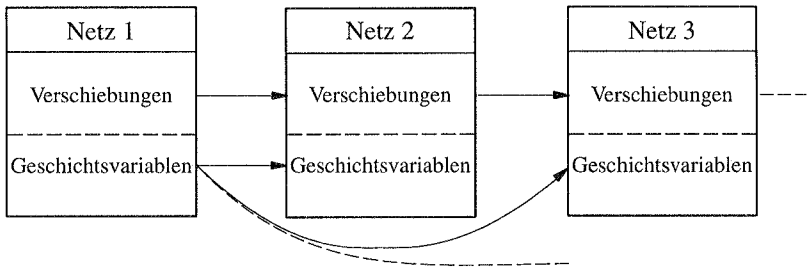 Netz 1
Verschiebungen
Geschichtsvariablen
Netz 2
Verschiebungen
Geschichtsvariablen
Netz 3
Verschiebungen
Geschichtsvariablen